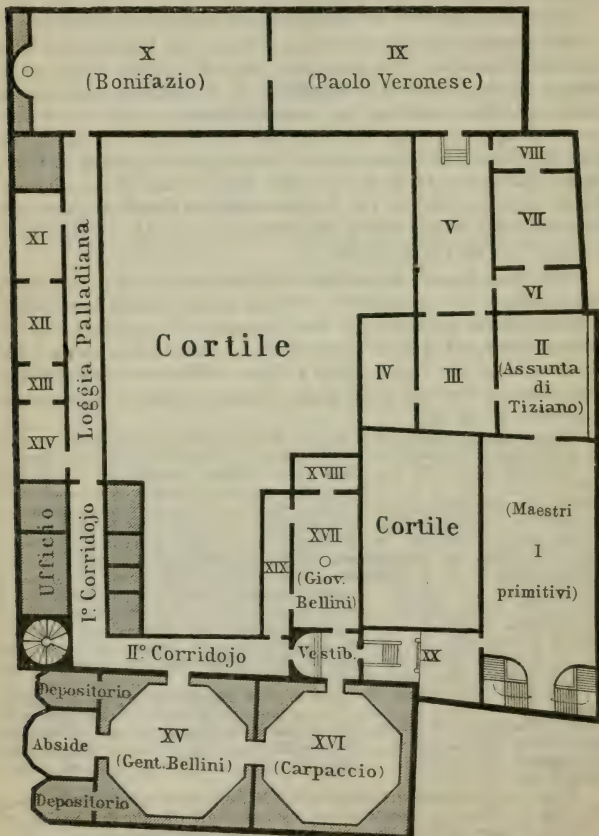 X
(Bonifazio)
IX
(Paolo Veronese)
VIII
VII
V
VI
XI
XII
XIII
XIV
Loggia Palladiana
Cortile
IV
III
II
(Assunta
di
Tiziano)
XVIII
XVII
(Giov.
Bellini)
XIX
Cortile
(Maestri
I
primitivi)
Ufficio
Iº. Corridojo
IIº. Corridojo
Vestib.
XX
Depositorio
Abside
Depositorio
XV
(Gent. Bellini)
XVI
(Carpaccio)